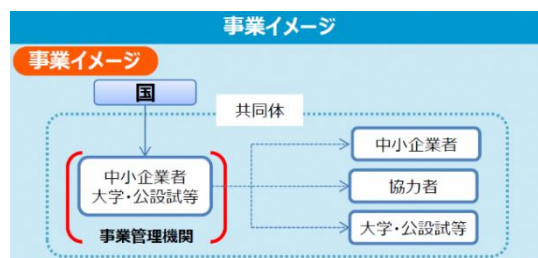 事業イメージ
事業イメージ
国
共同体
中小企業者
大学・公設試等
事業管理機関
中小企業者
協力者
大学・公設試等